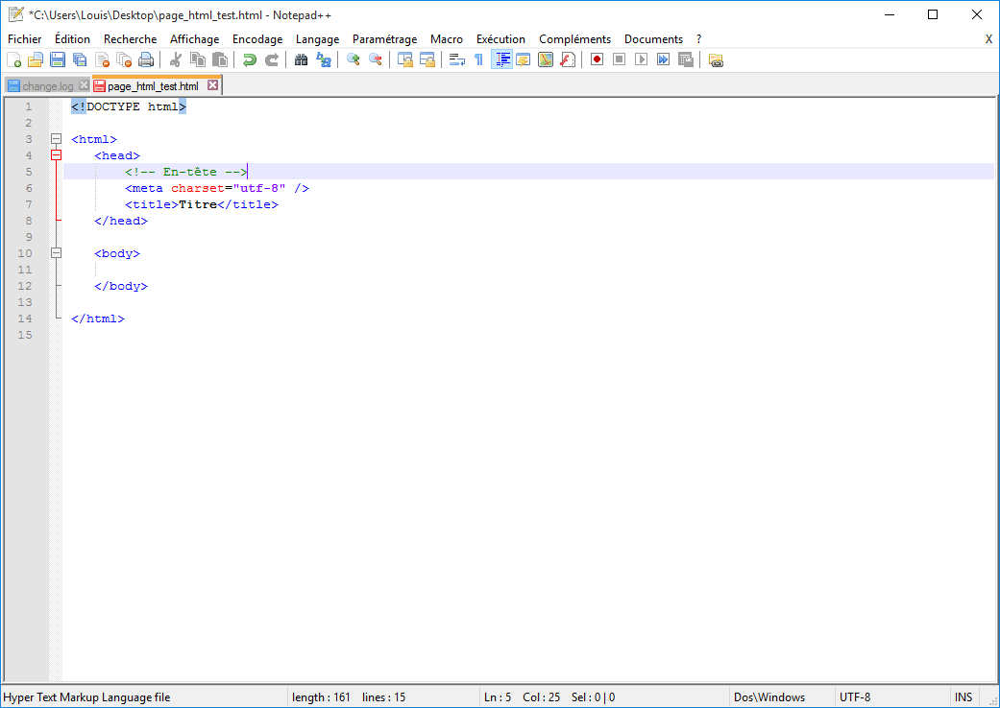 *C:\Users\Louis\Desktop\page_html_test.html - Notepad++
Fichier Édition Recherche Affichage Encodage Langage Paramétrage Macro Exécution Compléments Documents ? X
change.log page_html_test.html
1 <!DOCTYPE html>
2
3 <html>
4 <head>
5 <!-- En-tête -->
6 <meta charset="utf-8" />
7 <title>Titre</title>
8 </head>
9
10 <body>
11
12 </body>
13
14 </html>
15
Hyper Text Markup Language file length : 161 lines : 15 Ln : 5 Col : 25 Sel : 0 | 0 Dos\Windows UTF-8 INS